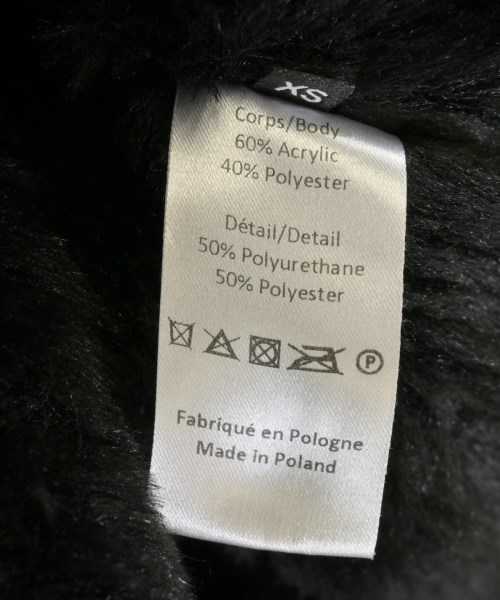 XS
Corps/Body
60% Acrylic
40% Polyester
Détail/Detail
50% Polyurethane
50% Polyester
P
Fabriqué en Pologne
Made in Poland